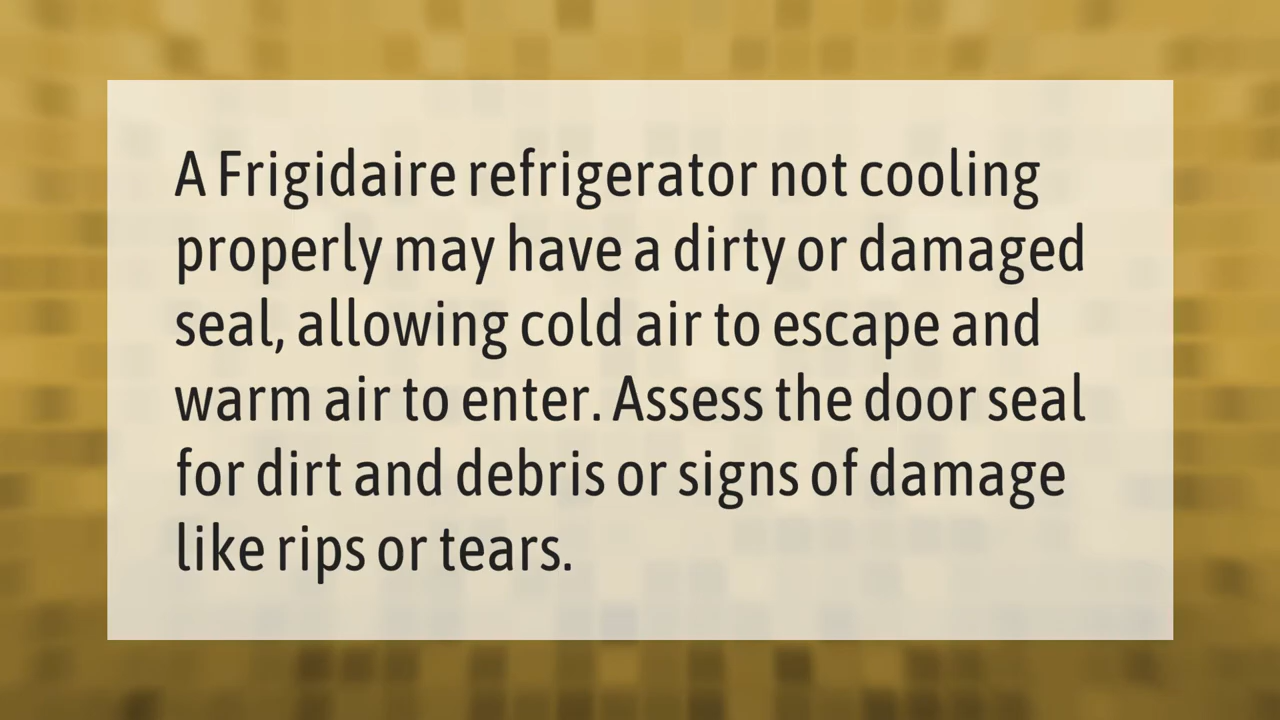 A Frigidaire refrigerator not cooling
properly may have a dirty or damaged
seal, allowing cold air to escape and
warm air to enter. Assess the door seal
for dirt and debris or signs of damage
like rips or tears.